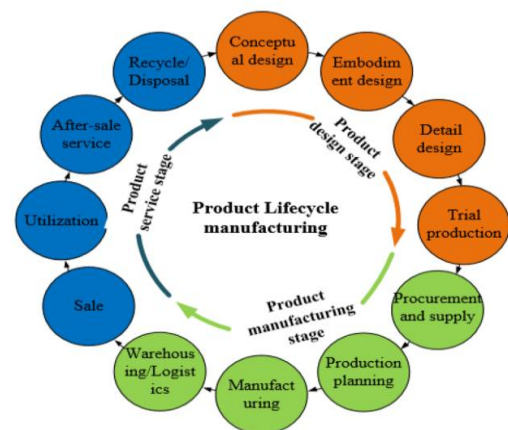 Conceptu
al design
Embodim
ent design
Detail
design
Trial
production
Procurement
and supply
Production
planning
Manufact
uring
Warehous
ing/Logist
ics
Sale
Utilization
After-sale
service
Recycle/
Disposal
Product
design stage
Product
manufacturing
stage
Product
service stage
Product Lifecycle
manufacturing